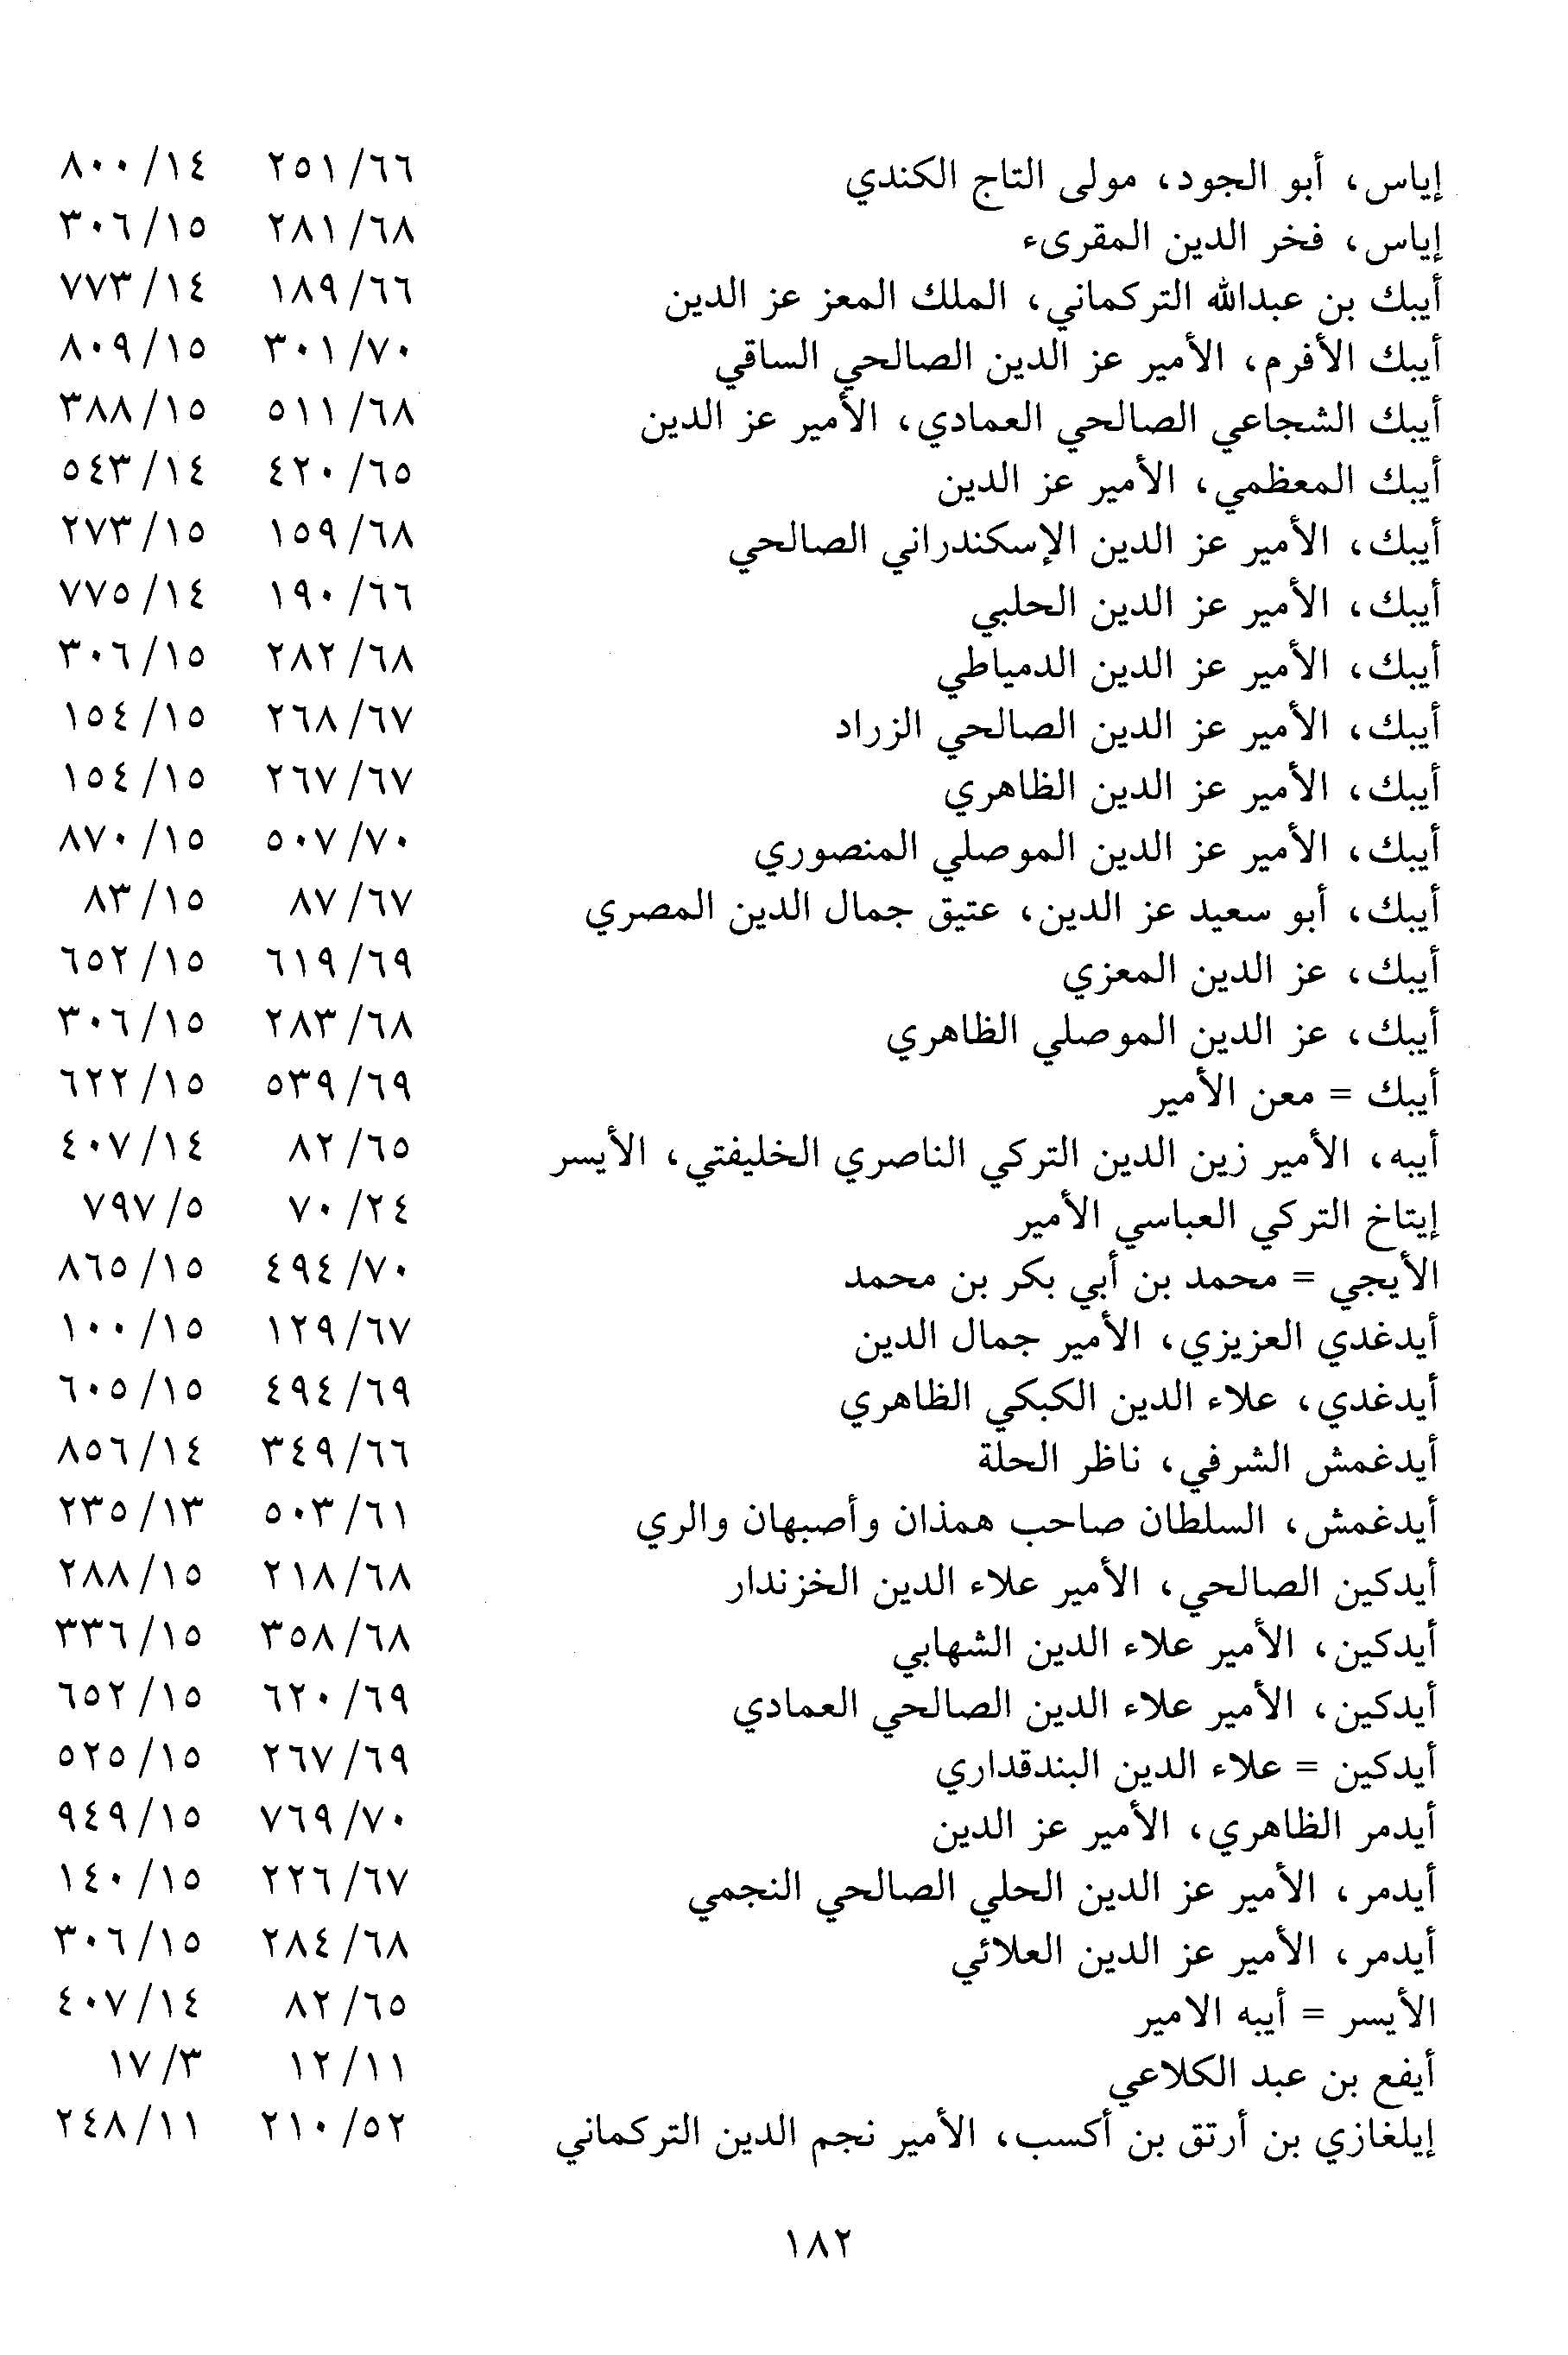 إياس، أبو الجود، مولى التاج الكندي ٦٦/ ٢٥١ ١٤/ ٨٠٠
إياس، فخر الدين المقرىء ٦٨/ ٢٨١ ١٥/ ٣٠٦
أيبك بن عبدالله التركماني، الملك المعز عز الدين ٦٦/ ١٨٩ ١٤/ ٧٧٣
أيبك الأفرم، الأمير عز الدين الصالحي الساقي ٧٠/ ٣٠١ ١٥/ ٨٠٩
أيبك الشجاعي الصالحي العمادي، الأمير عز الدين ٦٨/ ٥١١ ١٥/ ٣٨٨
أيبك المعظمي، الأمير عز الدين ٦٥/ ٤٢٠ ١٤/ ٥٤٣
أيبك، الأمير عز الدين الإسكندراني الصالحي ٦٨/ ١٥٩ ١٥/ ٢٧٣
أيبك، الأمير عز الدين الحلبي ٦٦/ ١٩٠ ١٤/ ٧٧٥
أيبك، الأمير عز الدين الدمياطي ٦٨/ ٢٨٢ ١٥/ ٣٠٦
أيبك، الأمير عز الدين الصالحي الزراد ٦٧/ ٢٦٨ ١٥/ ١٥٤
أيبك، الأمير عز الدين الظاهري ٦٧/ ٢٦٧ ١٥/ ١٥٤
أيبك، الأمير عز الدين الموصلي المنصوري ٧٠/ ٥٠٧ ١٥/ ٨٧٠
أيبك، أبو سعيد عز الدين، عتيق جمال الدين المصري ٦٧/ ٨٧ ١٥/ ٨٣
أيبك، عز الدين المعزي ٦٩/ ٦١٩ ١٥/ ٦٥٢
أيبك، عز الدين الموصلي الظاهري ٦٨/ ٢٨٣ ١٥/ ٣٠٦
أيبك = معن الأمير ٦٩/ ٥٣٩ ١٥/ ٦٢٢
أيبه، الأمير زين الدين التركي الناصري الخليفتي، الأيسر ٦٥/ ٨٢ ١٤/ ٤٠٧
إيتاخ التركي العباسي الأمير ٢٤/ ٧٠ ٥/ ٧٩٧
الأيجي = محمد بن أبي بكر بن محمد ٧٠/ ٤٩٤ ١٥/ ٨٦٥
أيدغدي العزيزي، الأمير جمال الدين ٦٧/ ١٢٩ ١٥/ ١٠٠
أيدغدي، علاء الدين الكبكي الظاهري ٦٩/ ٤٩٤ ١٥/ ٦٠٥
أيدغمش الشرفي، ناظر الحلة ٦٦/ ٣٤٩ ١٤/ ٨٥٦
أيدغمش، السلطان صاحب همذان وأصبهان والري ٦١/ ٥٠٣ ١٣/ ٢٣٥
أيدكين الصالحي، الأمير علاء الدين الخزندار ٦٨/ ٢١٨ ١٥/ ٢٨٨
أيدكين، الأمير علاء الدين الشهابي ٦٨/ ٣٥٨ ١٥/ ٣٣٦
أيدكين، الأمير علاء الدين الصالحي العمادي ٦٩/ ٦٢٠ ١٥/ ٦٥٢
أيدكين = علاء الدين البندقداري ٦٩/ ٢٦٧ ١٥/ ٥٢٥
أيدمر الظاهري، الأمير عز الدين ٧٠/ ٧٦٩ ١٥/ ٩٤٩
أيدمر، الأمير عز الدين الحلي الصالحي النجمي ٦٧/ ٢٢٦ ١٥/ ١٤٠
أيدمر، الأمير عز الدين العلائي ٦٨/ ٢٨٤ ١٥/ ٣٠٦
الأيسر = أيبه الامير ٦٥/ ٨٢ ١٤/ ٤٠٧
أيفع بن عبد الكلاعي ١١/ ١٢ ٣/ ١٧
إيلغازي بن أرتق بن أكسب، الأمير نجم الدين التركماني ٥٢/ ٢١٠ ١١/ ٢٤٨
١٨٢